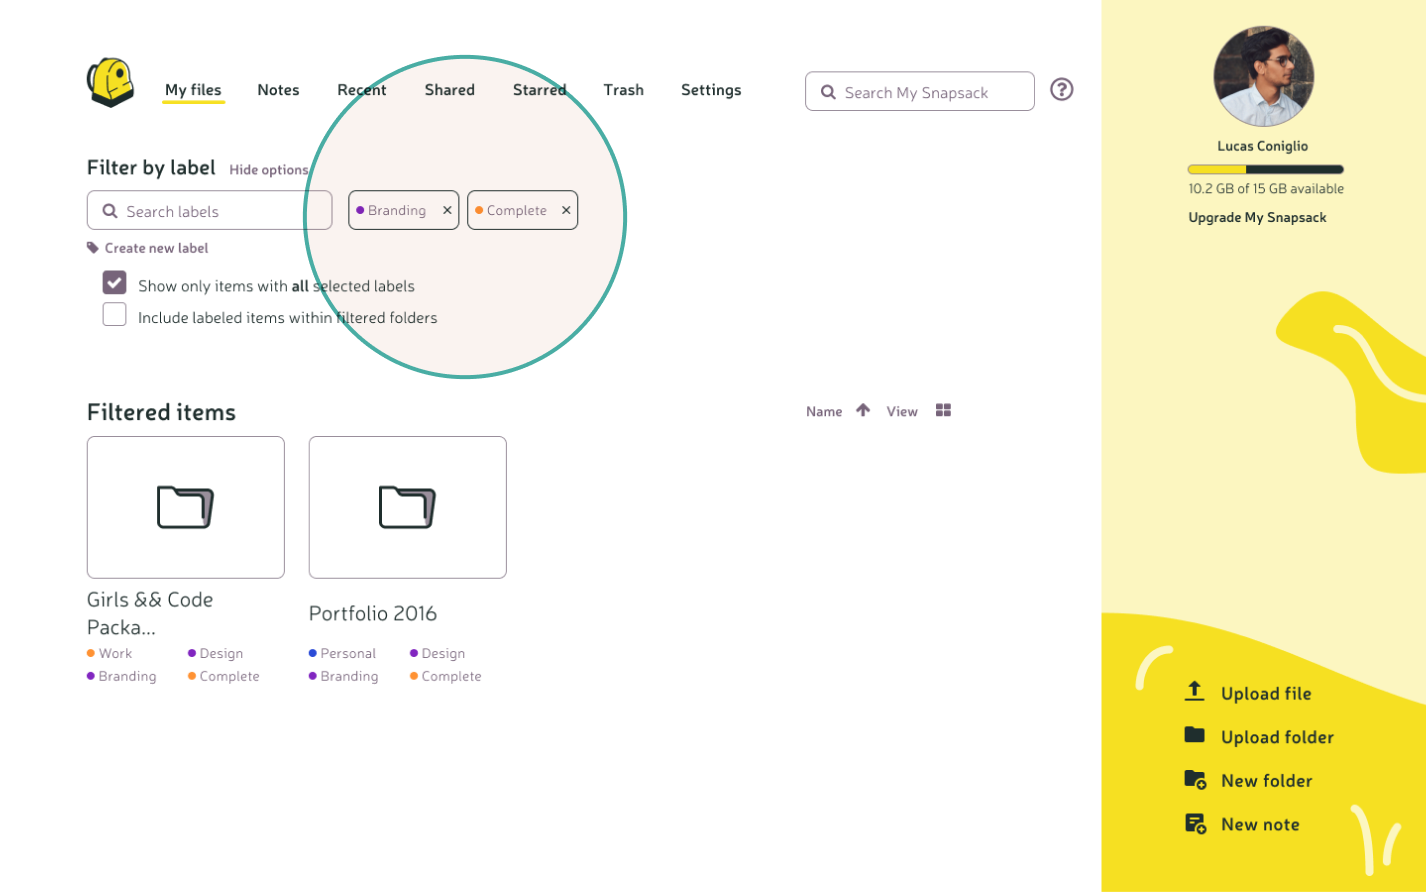 My files Notes Recent Shared Starred Trash Settings
Search My Snapsack
Filter by label Hide options
Search labels
Branding
Complete
Create new label
Show only items with all selected labels
Include labeled items within filtered folders
Filtered items
Name View
Girls && Code
Packa...
Work Design
Branding Complete
Portfolio 2016
Personal Design
Branding Complete
Lucas Coniglio
10.2 GB of 15 GB available
Upgrade My Snapsack
Upload file
Upload folder
New folder
New note